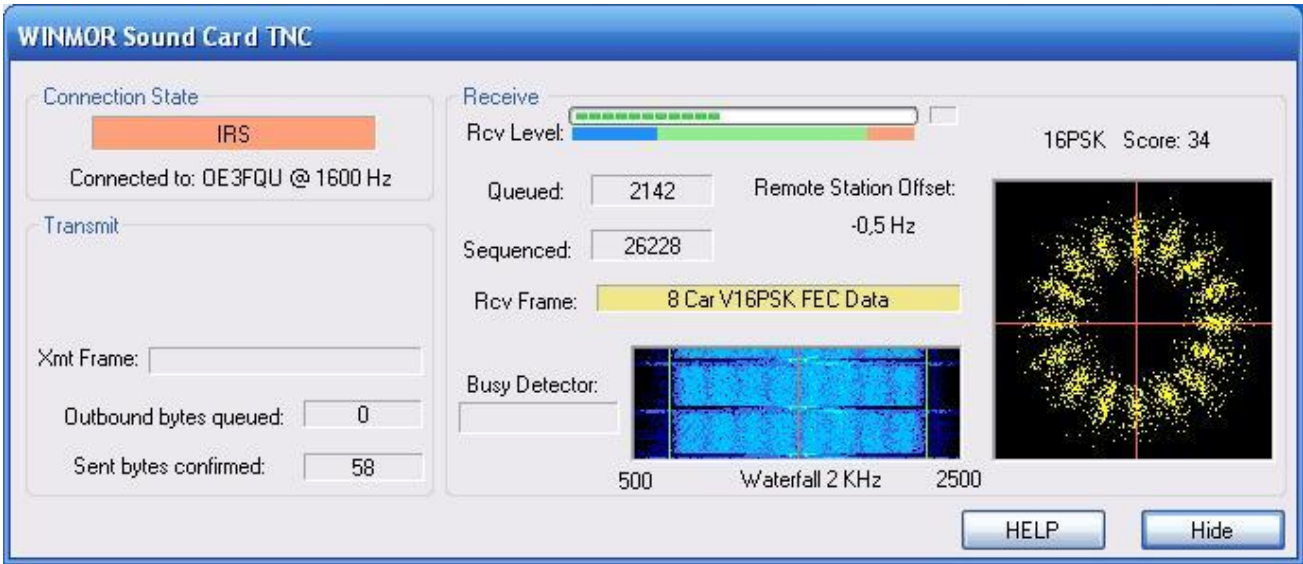 WINMOR Sound Card TNC
Connection State
IRS
Connected to: OE3FQU @ 1600 Hz
Transmit
Xmt Frame:
Outbound bytes queued: 0
Sent bytes confirmed: 58
Receive
Rcv Level:
16PSK Score: 34
Queued: 2142
Remote Station Offset:
-0,5 Hz
Sequenced: 26228
Rcv Frame: 8 Car V16PSK FEC Data
Busy Detector:
500 Waterfall 2 KHz 2500
HELP Hide